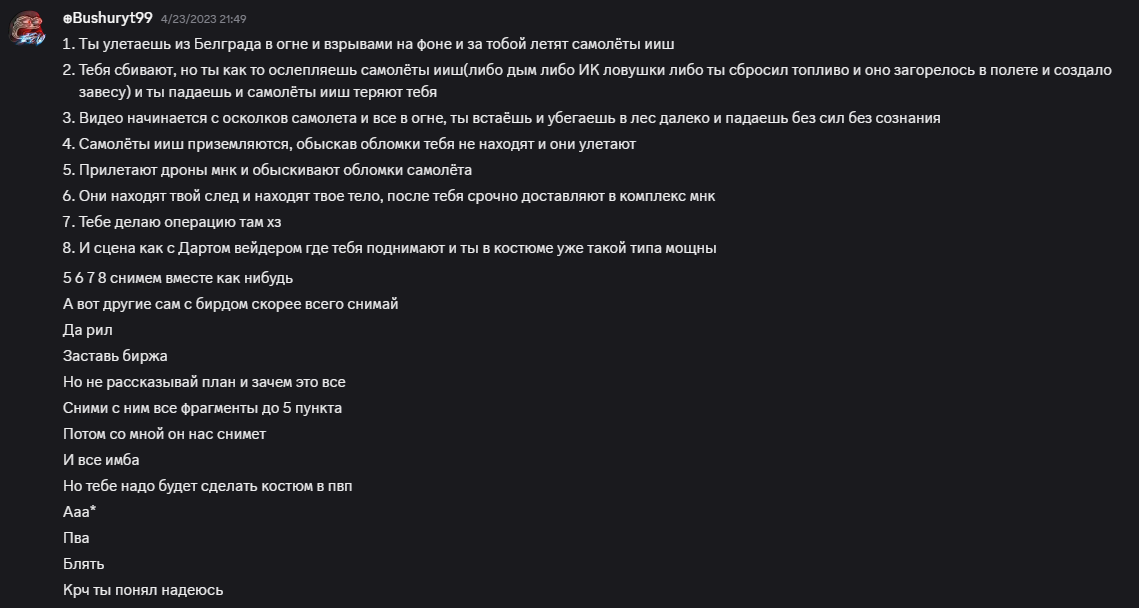 ⊕Bushuryt99 4/23/2023 21:49
1. Ты улетаешь из Белграда в огне и взрывами на фоне и за тобой летят самолёты ииш
2. Тебя сбивают, но ты как то ослепляешь самолёты ииш(либо дым либо ИК ловушки либо ты сбросил топливо и оно загорелось в полете и создало
завесу) и ты падаешь и самолёты ииш теряют тебя
3. Видео начинается с осколков самолета и все в огне, ты встаёшь и убегаешь в лес далеко и падаешь без сил без сознания
4. Самолёты ииш приземляются, обыскав обломки тебя не находят и они улетают
5. Прилетают дроны мнк и обыскивают обломки самолёта
6. Они находят твой след и находят твое тело, после тебя срочно доставляют в комплекс мнк
7. Тебе делаю операцию там хз
8. И сцена как с Дартом вейдером где тебя поднимают и ты в костюме уже такой типа мощны
5 6 7 8 снимем вместе как нибудь
А вот другие сам с бирдом скорее всего снимай
Да рил
Заставь биржа
Но не рассказывай план и зачем это все
Сними с ним все фрагменты до 5 пункта
Потом со мной он нас снимет
И все имба
Но тебе надо будет сделать костюм в пвп
Ааа*
Пва
Блять
Крч ты понял надеюсь